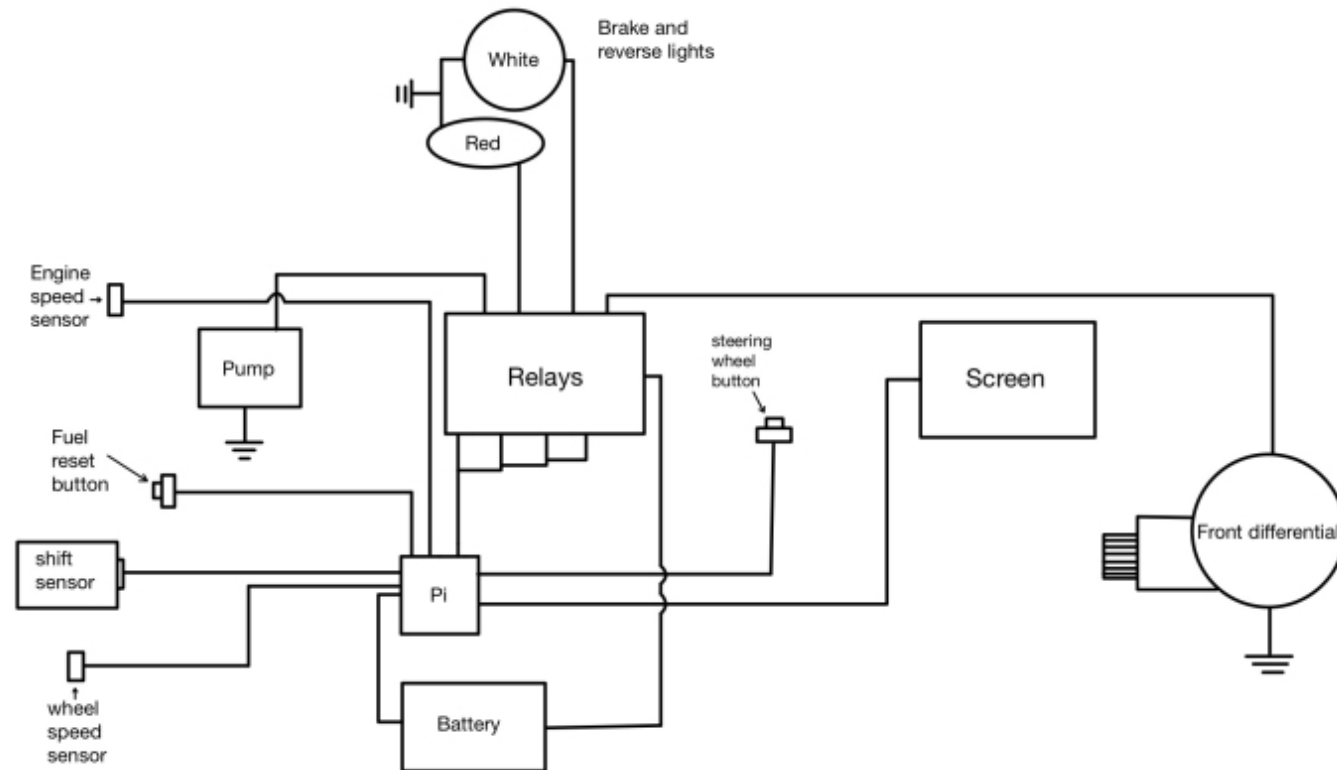 Brake and
reverse lights
White
Red
Engine
speed
sensor
Pump
Relays
steering
wheel
button
Screen
Fuel
reset
button
Front differential
shift
sensor
Pi
wheel
speed
sensor
Battery